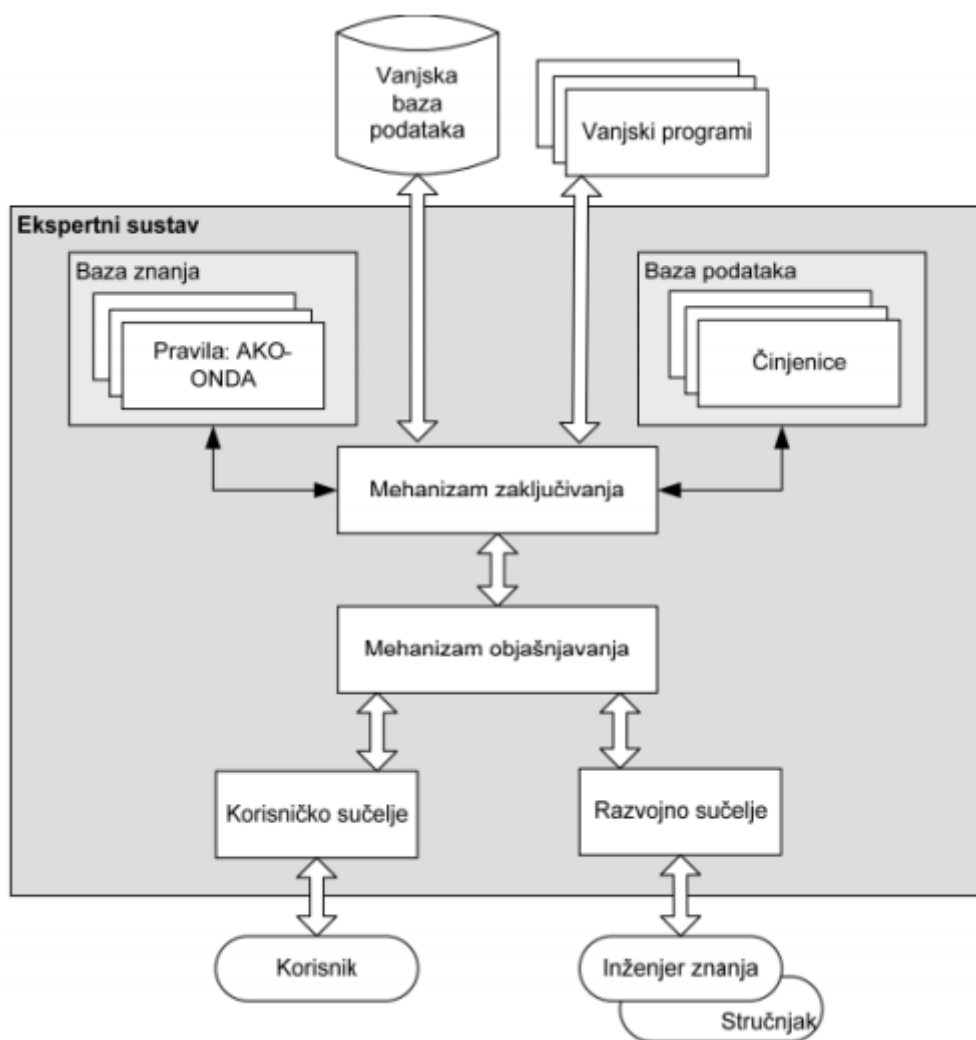 Vanjska
baza
podataka
Vanjski programi
Ekspertni sustav
Baza znanja
Pravila: AKO-
ONDA
Baza podataka
Činjenice
Mehanizam zaključivanja
Mehanizam objašnjavanja
Korisničko sučelje
Razvojno sučelje
Korisnik
Inženjer znanja
Stručnjak